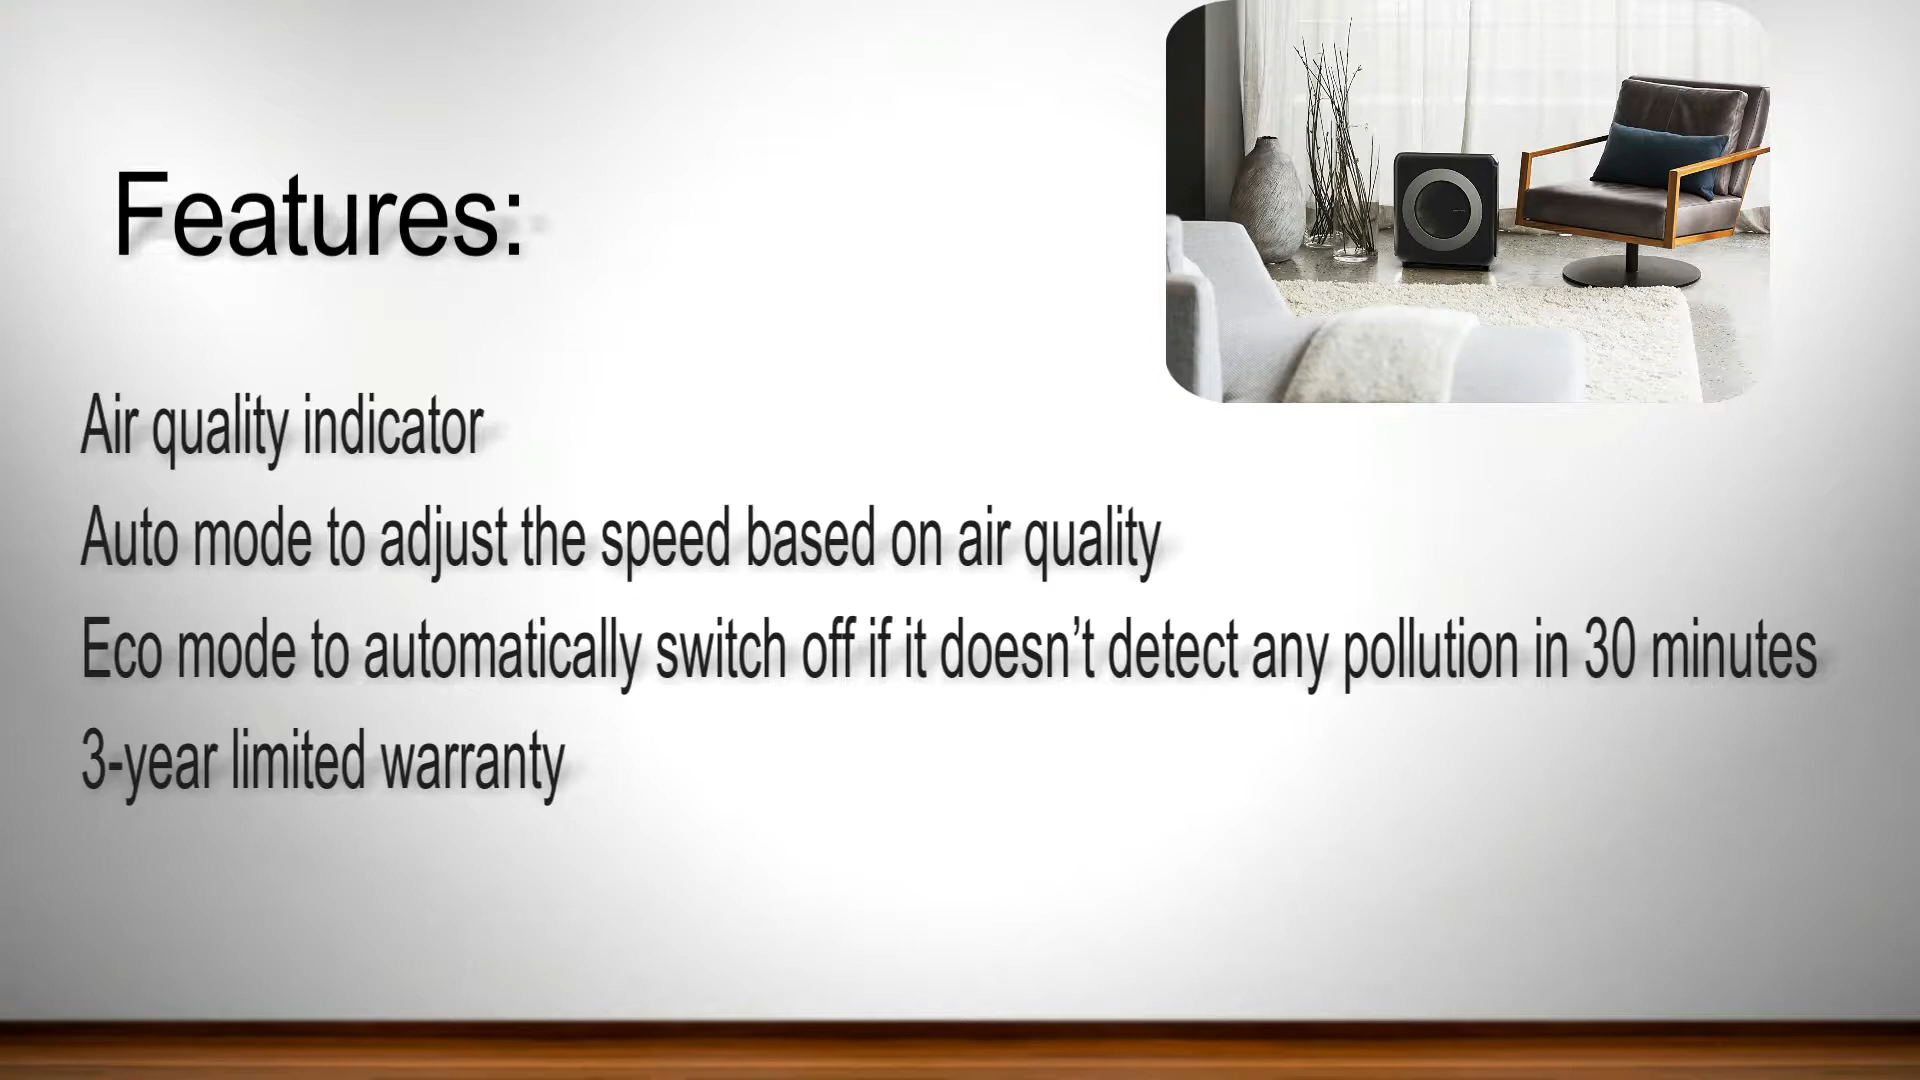 Features:
Air quality indicator
Auto mode to adjust the speed based on air quality
Eco mode to automatically switch off if it doesn’t detect any pollution in 30 minutes
3-year limited warranty